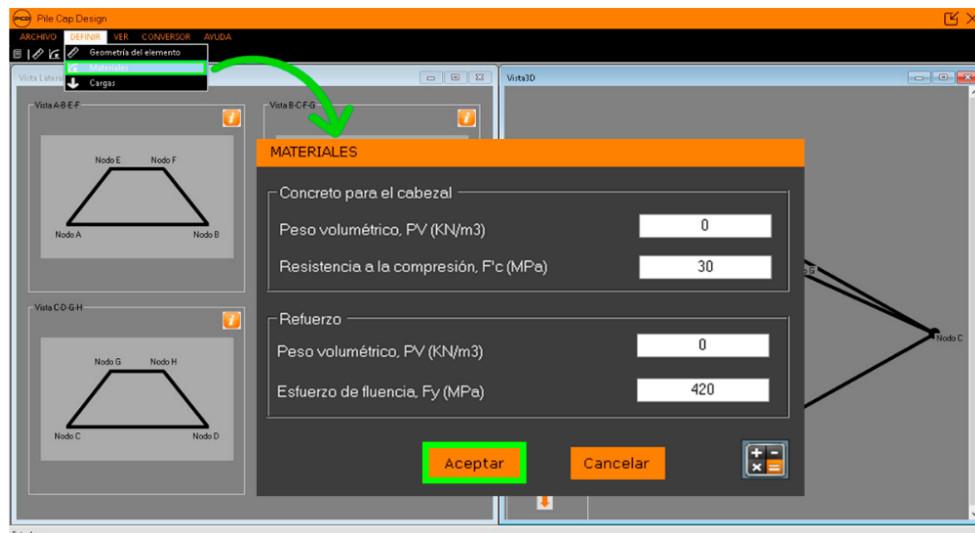 PCD Pile Cap Design
ARCHIVO DEFINIR VER CONVERSOR AYUDA
Geometría del elemento
Materiales
Cargas
Vista3D
Vista A-B-E-F
Vista B-C-F-G
Nodo E Nodo F
Nodo A Nodo B
MATERIALES
Concreto para el cabezal
Peso volumétrico, PV (KN/m3) 0
Resistencia a la compresión, F'c (MPa) 30
Refuerzo
Peso volumétrico, PV (KN/m3) 0
Esfuerzo de fluencia, Fy (MPa) 420
Aceptar Cancelar
Vista C-D-G-H
Nodo G Nodo H
Nodo C Nodo D
Nodo C